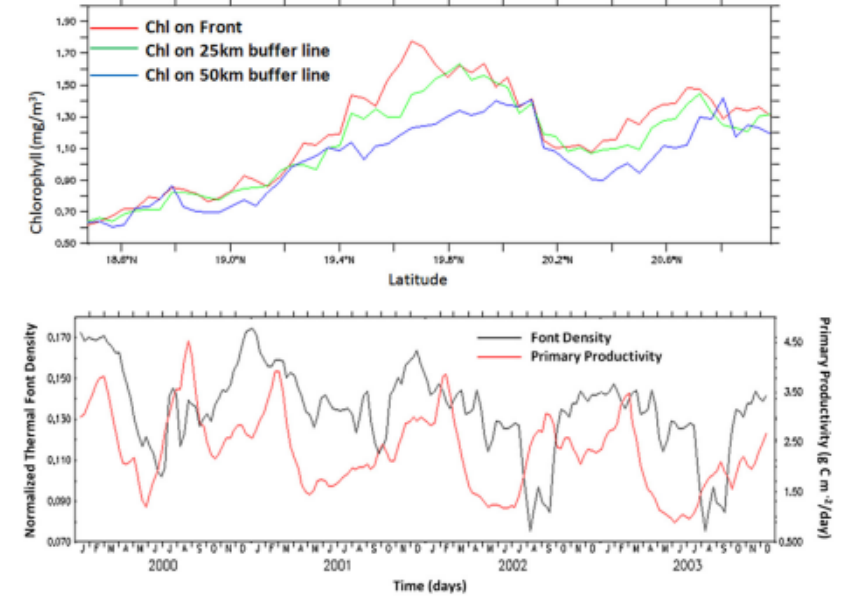 1,90
1,70
1,50
1,30
1,10
0,90
0,70
0,50
Chlorophyll (mg/m³)
Chl on Front
Chl on 25km buffer line
Chl on 50km buffer line
18.6°N 19.0°N 19.4°N 19.8°N 20.2°N 20.6°N
Latitude
Normalized Thermal Font Density
0,170
0,150
0,130
0,110
0,090
0,070
Font Density
Primary Productivity
4.50
3.50
2.50
1.50
0,500
Primary Productivity (g C m⁻²/day)
J F M A M J J A S O N D J F M A M J J A S O N D J F M A M J J A S O N D J F M A M J J A S O N D
2000 2001 2002 2003
Time (days)